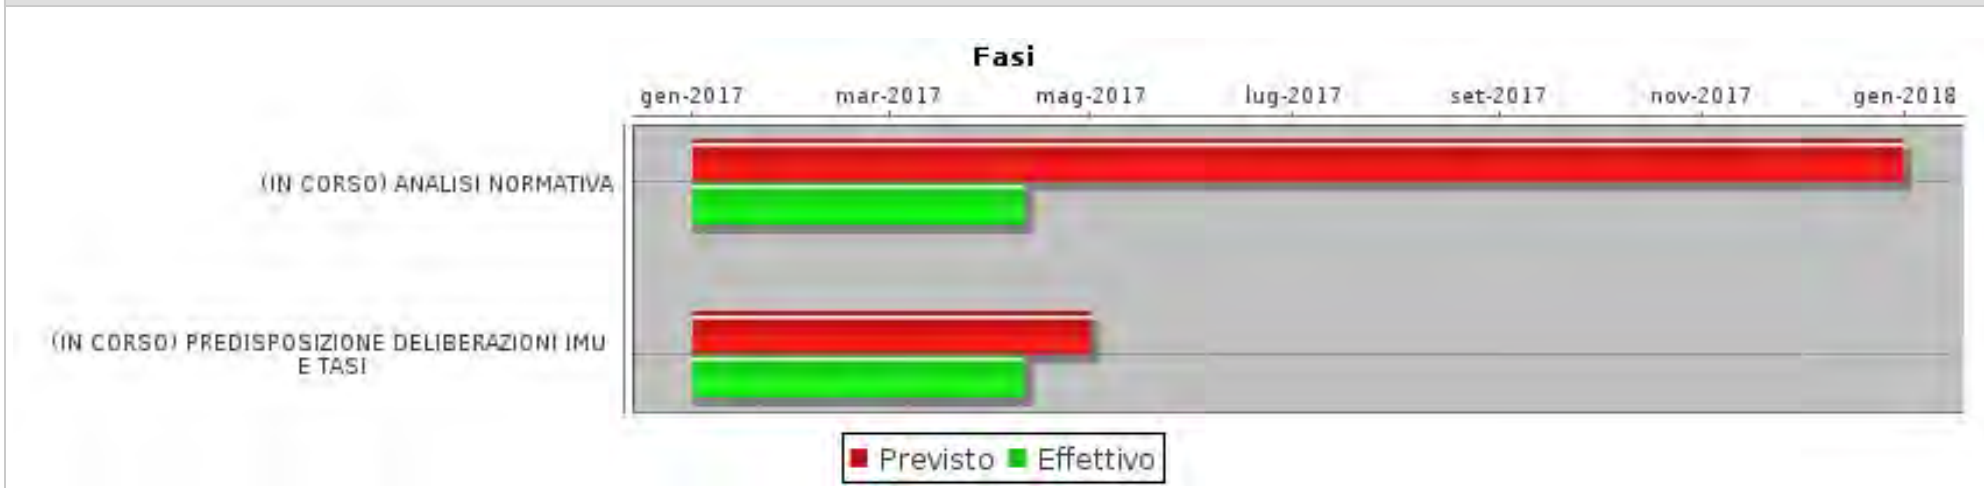 Fasi
gen-2017 mar-2017 mag-2017 lug-2017 set-2017 nov-2017 gen-2018
(IN CORSO) ANALISI NORMATIVA
(IN CORSO) PREDISPOSIZIONE DELIBERAZIONI IMU
E TASI
Previsto Effettivo